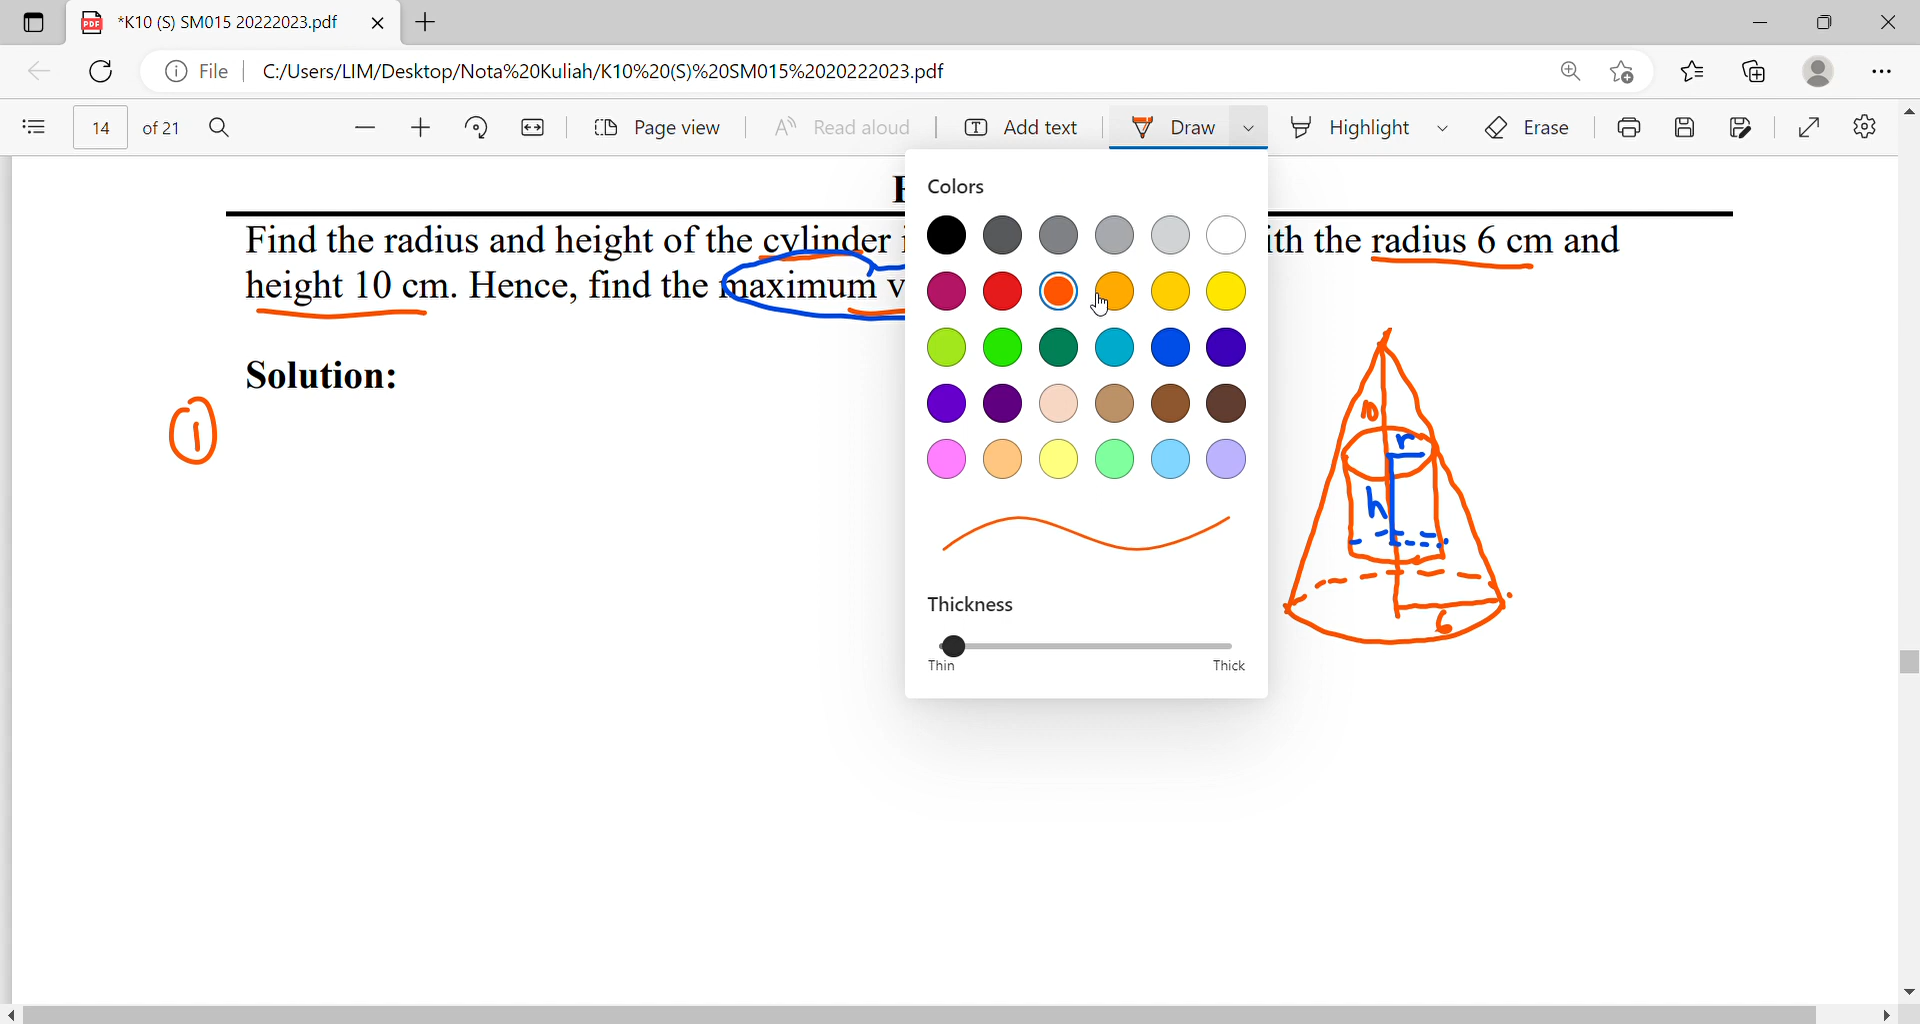 *K10 (S) SM015 20222023.pdf
File
C:/Users/LIM/Desktop/Nota%20Kuliah/K10%20(S)%20SM015%2020222023.pdf
14 of 21
Page view
Read aloud
Add text
Draw
Highlight
Erase
Colors
Find the radius and height of the cylinder
ith the radius 6 cm and
height 10 cm. Hence, find the maximum v
Solution:
1
10
r
h
6
Thickness
Thin
Thick